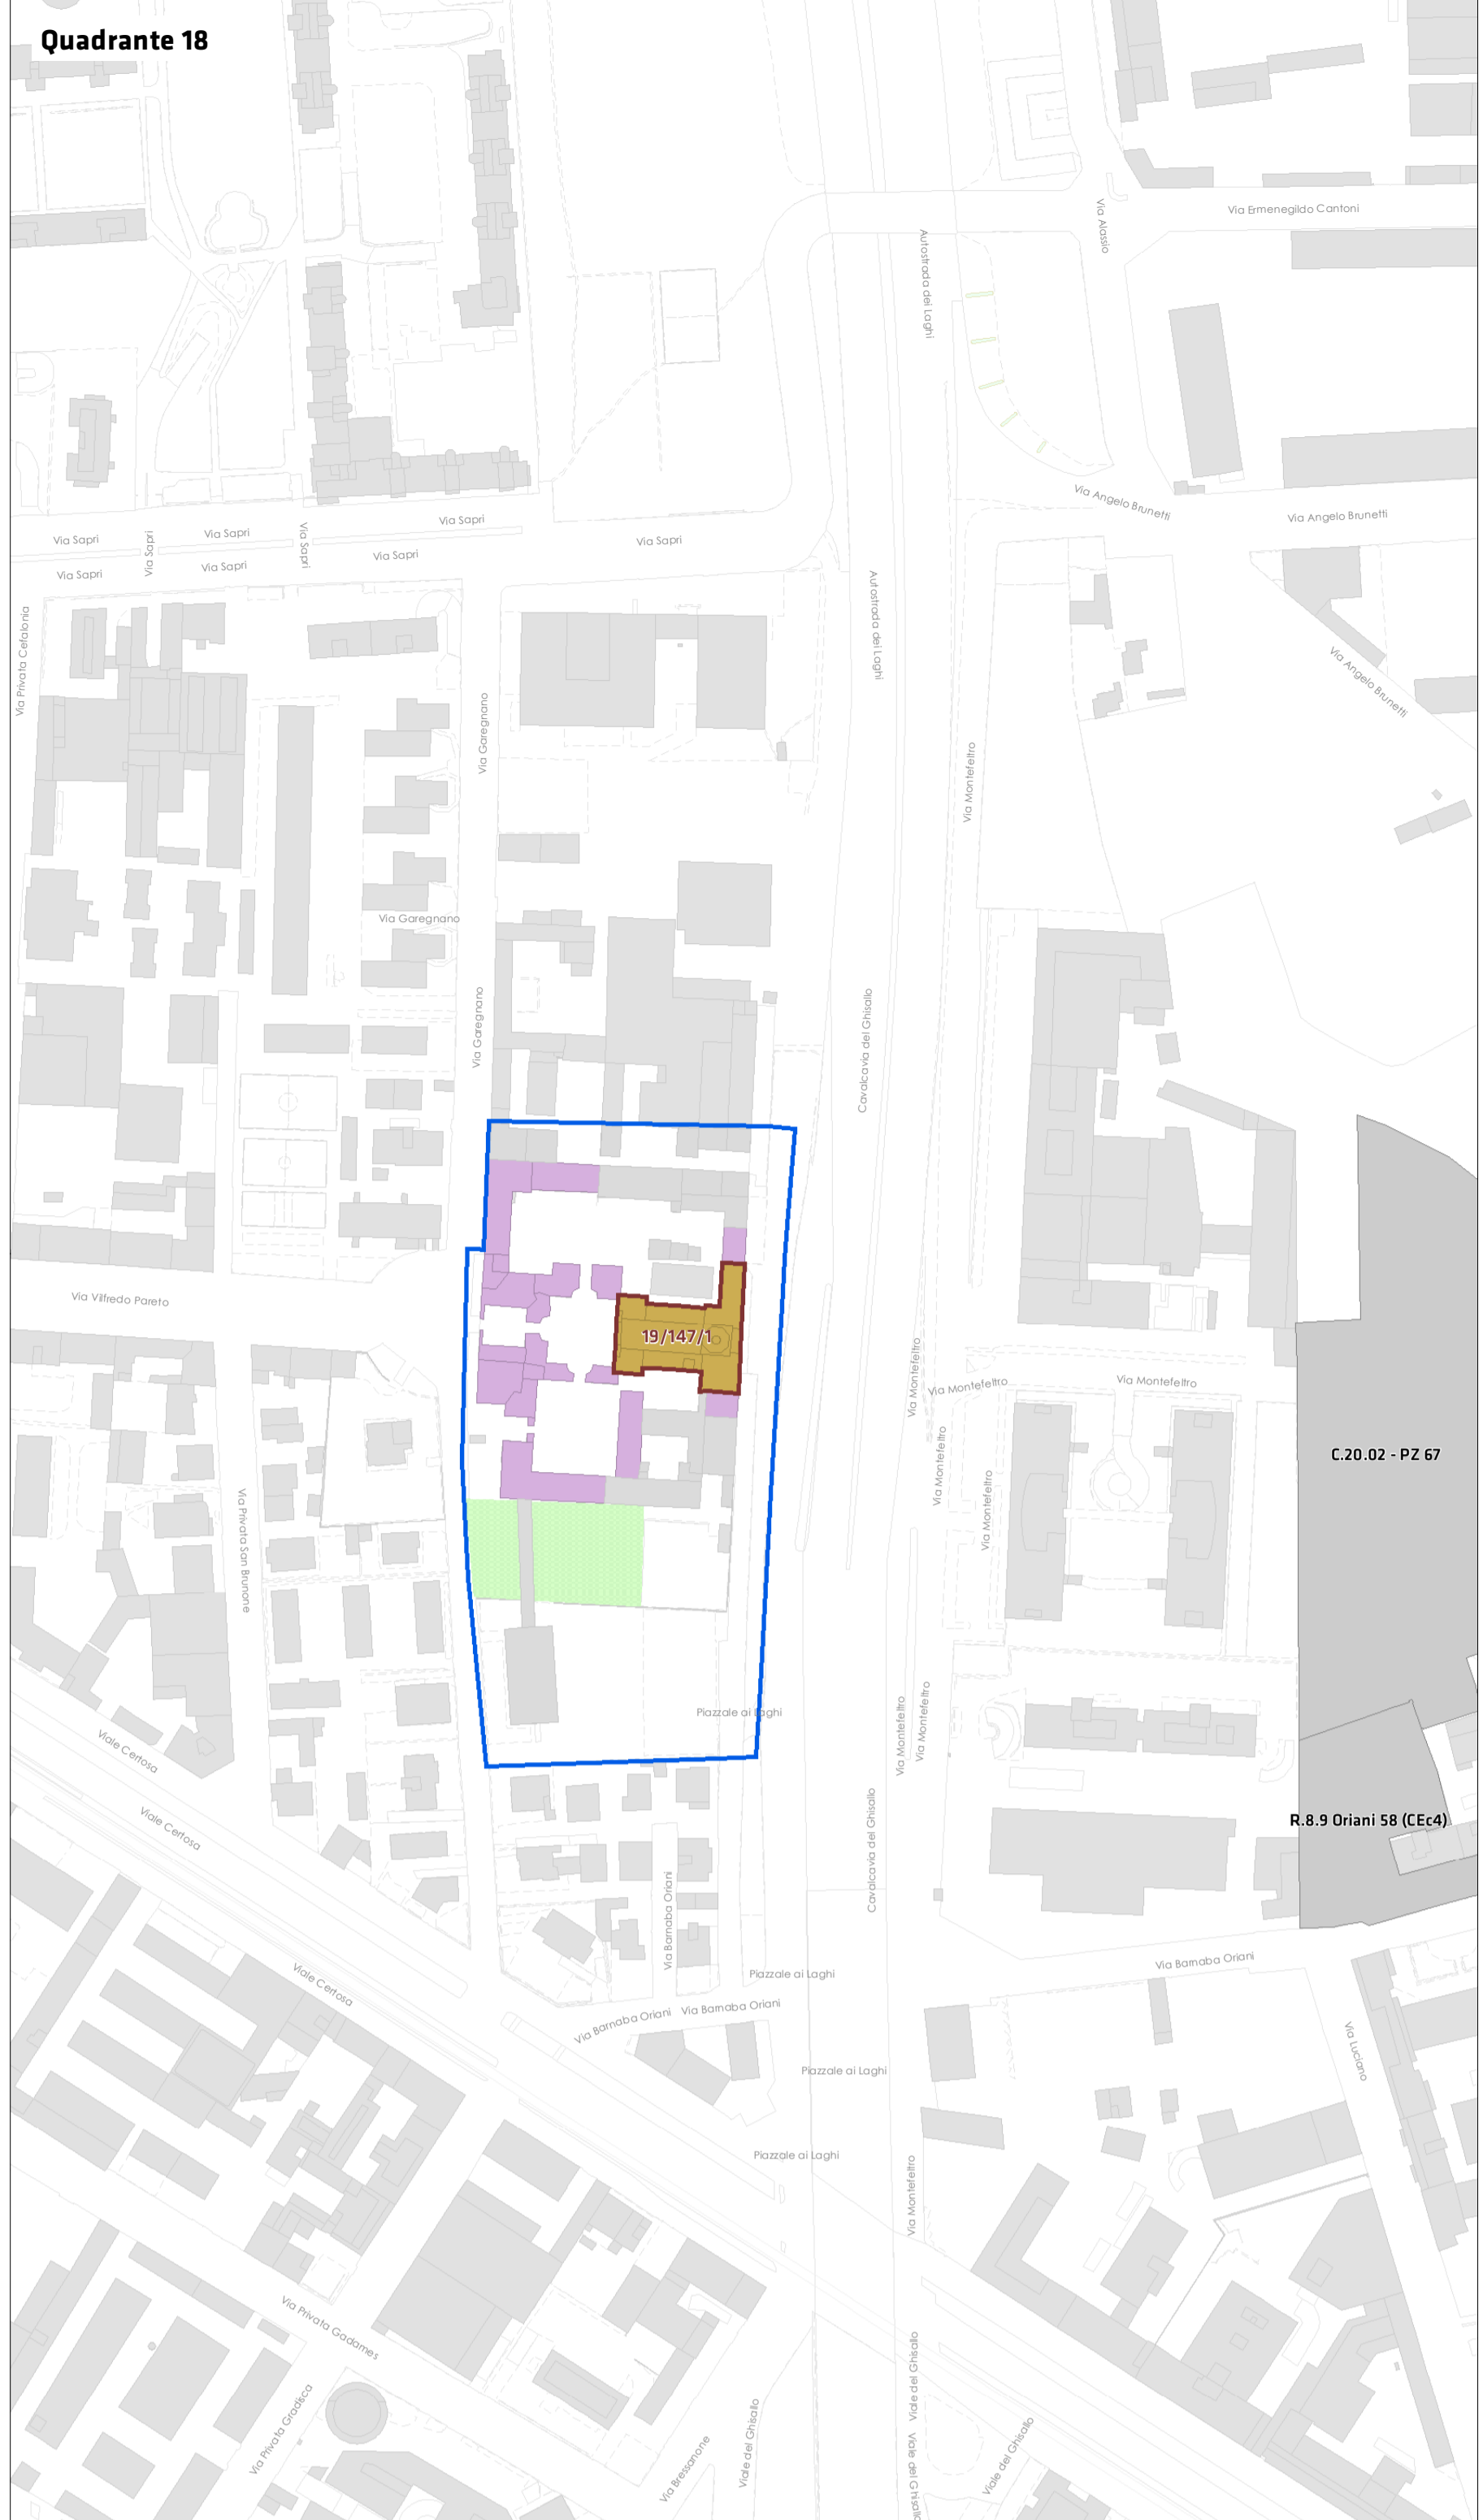 Quadrante 18
Via Ermenegildo Cantoni
Via Alassio
Autostrada dei Laghi
Via Angelo Brunetti
Via Angelo Brunetti
Via Sapri
Via Sapri
Via Sapri
Via Sapri
Via Sapri
Via Sapri
Via Sapri
Via Sapri
Via Sapri
Autostrada dei Laghi
Via Privata Cefalonia
Via Angelo Brunetti
Via Garegnano
Via Montefeltro
Via Garegnano
Via Garegnano
Cavalcavia del Ghisallo
Via Vilfredo Pareto
19/147/1
Via Montefeltro
Via Montefeltro
Via Montefeltro
C.20.02 - PZ 67
Via Montefeltro
Via Montefeltro
Via Privata San Brunone
Piazzale ai Laghi
Via Montefeltro
Via Montefeltro
Viale Certosa
Viale Certosa
R.8.9 Oriani 58 (CEc4)
Cavalcavia del Ghisallo
Via Barnaba Oriani
Via Barnaba Oriani
Viale Certosa
Piazzale ai Laghi
Via Barnaba Oriani
Via Barnaba Oriani
Via Luciano
Piazzale ai Laghi
Piazzale ai Laghi
Via Montefeltro
Via Privata Gadames
Viale del Ghisallo
Via Privata Gradisca
Viale del Ghisallo
Via Bressanone
Viale del Ghisallo
Viale del Ghisallo